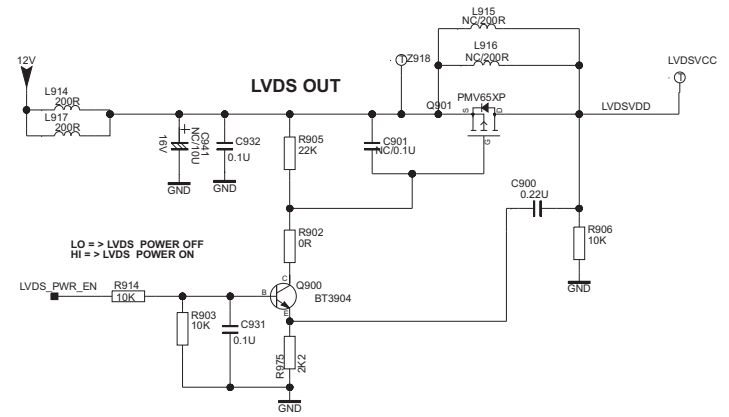 L915
NC/200R
L916
NC/200R
12V
Z918
LVDSVCC
T
T
LVDS OUT
L914
200R
L917
200R
PMV65XP
Q901
S
D
G
LVDSVDD
C941
NC/10U
16V
+
C932
0.1U
R905
22K
C901
NC/0.1U
GND
GND
C900
0.22U
R902
0R
R906
10K
LO = > LVDS POWER OFF
HI = > LVDS POWER ON
C
Q900
LVDS_PWR_EN
R914
10K
B
BT3904
GND
E
R903
10K
C931
0.1U
R975
2K2
GND